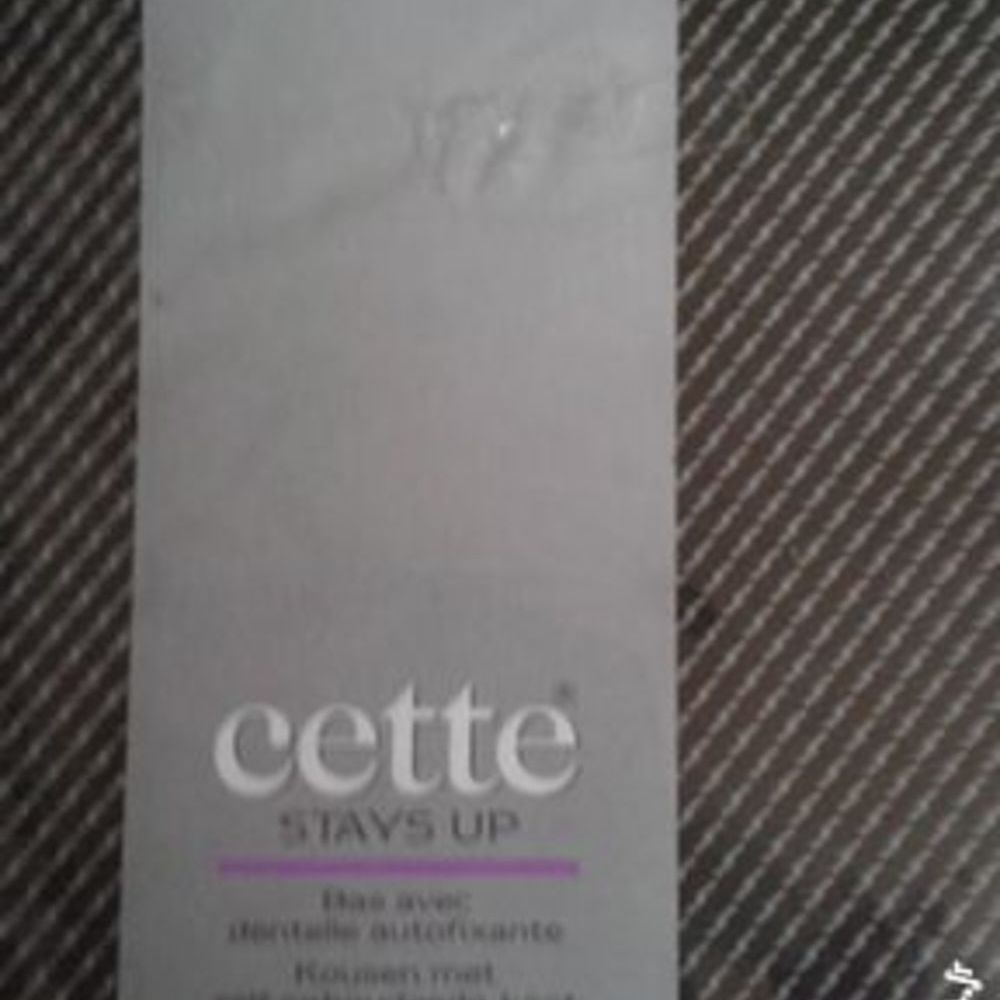 cette®
STAYS UP
Bas avec
dentelle autofixante
Kousen met